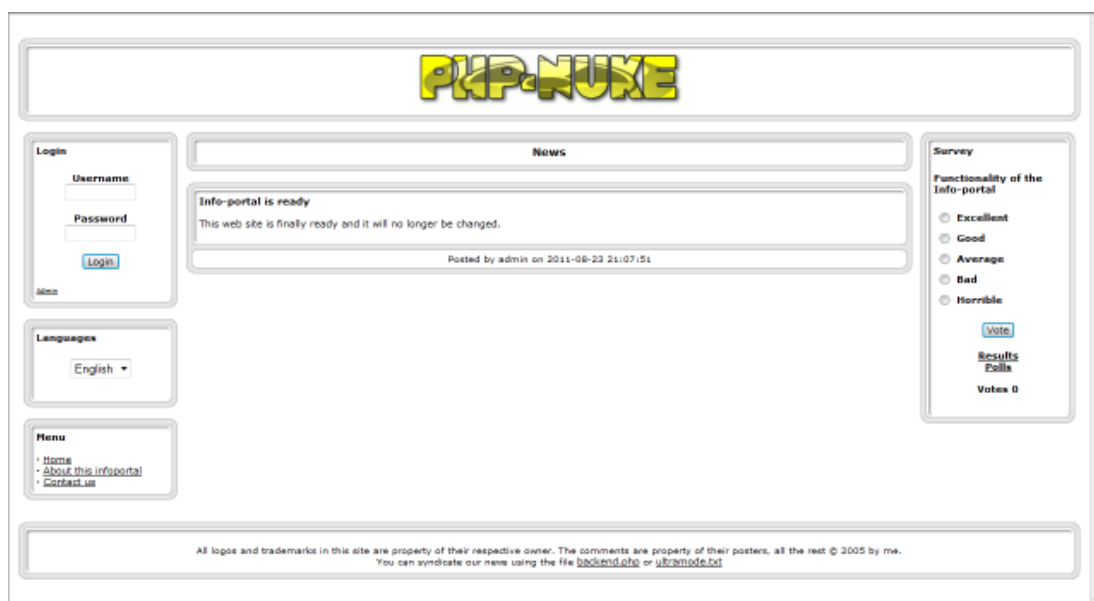 PHP-NUKE
Login
Username
Password
Login
Admin
Languages
English
Menu
· Home
· About this infoportal
· Contact us
News
Info-portal is ready
This web site is finally ready and it will no longer be changed.
Posted by admin on 2011-08-23 21:07:51
Survey
Functionality of the
Info-portal
Excellent
Good
Average
Bad
Horrible
Vote
Results
Polls
Votes 0
All logos and trademarks in this site are property of their respective owner. The comments are property of their posters, all the rest © 2005 by me.
You can syndicate our news using the file backend.php or ultramode.txt